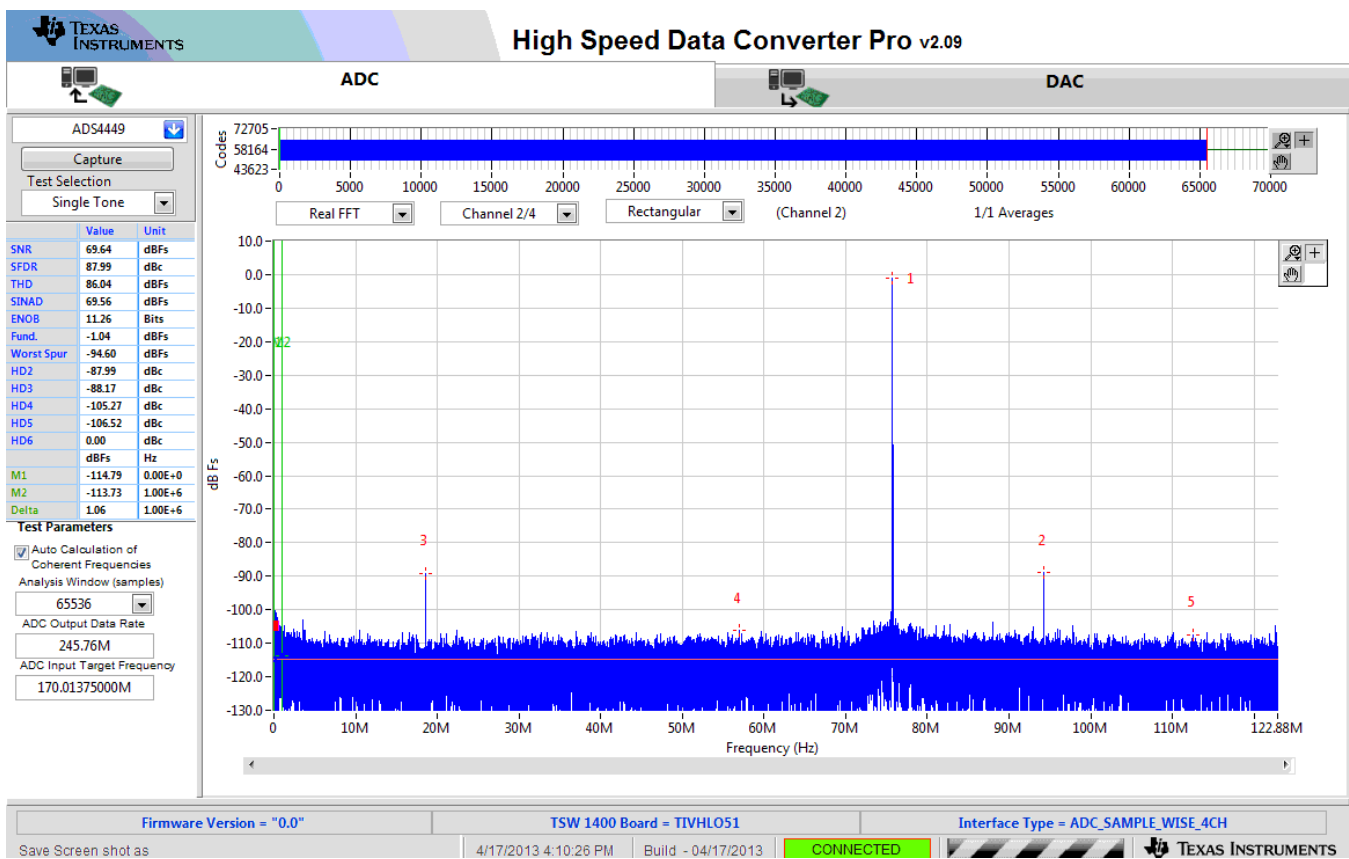 TEXAS INSTRUMENTS
High Speed Data Converter Pro v2.09
ADC
DAC
ADS4449
Capture
Test Selection
Single Tone
Value Unit
SNR 69.64 dBFs
SFDR 87.99 dBc
THD 86.04 dBFs
SINAD 69.56 dBFs
ENOB 11.26 Bits
Fund. -1.04 dBFs
Worst Spur -94.60 dBFs
HD2 -87.99 dBc
HD3 -88.17 dBc
HD4 -105.27 dBc
HD5 -106.52 dBc
HD6 0.00 dBc
dBFs Hz
M1 -114.79 0.00E+0
M2 -113.73 1.00E+6
Delta 1.06 1.00E+6
Test Parameters
Auto Calculation of
Coherent Frequencies
Analysis Window (samples)
65536
ADC Output Data Rate
245.76M
ADC Input Target Frequency
170.01375000M
Codes
72705
58164
43623
0 5000 10000 15000 20000 25000 30000 35000 40000 45000 50000 55000 60000 65000 70000
Real FFT
Channel 2/4
Rectangular
(Channel 2)
1/1 Averages
dB Fs
10.0
0.0
-10.0
-20.0
-30.0
-40.0
-50.0
-60.0
-70.0
-80.0
-90.0
-100.0
-110.0
-120.0
-130.0
1
2
3
4
5
0 10M 20M 30M 40M 50M 60M 70M 80M 90M 100M 110M 122.88M
Frequency (Hz)
Firmware Version = "0.0"
TSW 1400 Board = TIVHLO51
Interface Type = ADC_SAMPLE_WISE_4CH
Save Screen shot as
4/17/2013 4:10:26 PM
Build - 04/17/2013
CONNECTED
TEXAS INSTRUMENTS